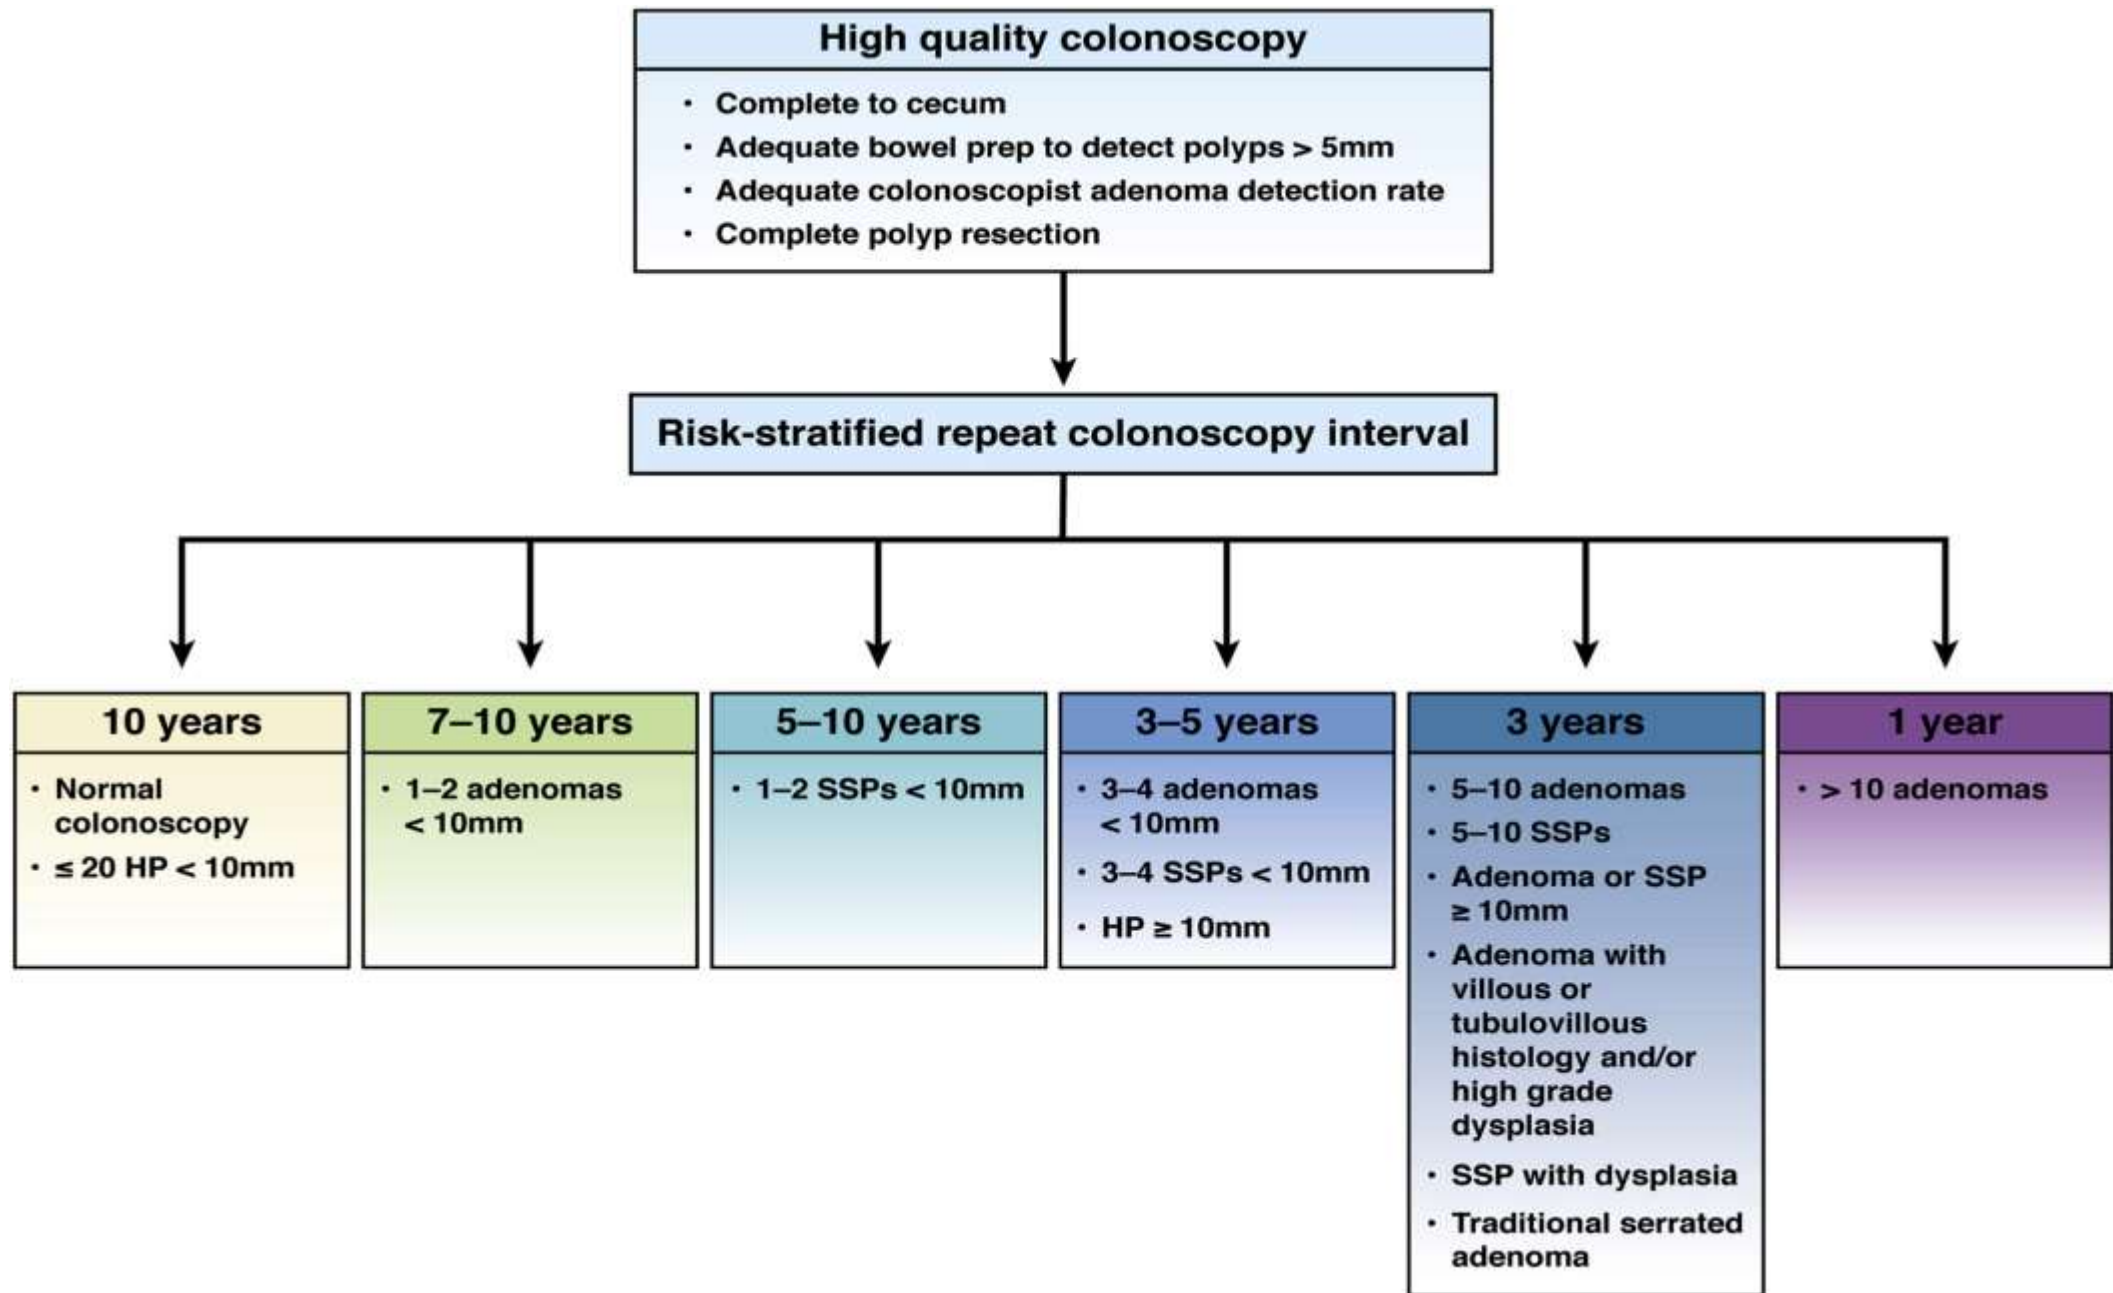 High quality colonoscopy
· Complete to cecum
· Adequate bowel prep to detect polyps > 5mm
· Adequate colonoscopist adenoma detection rate
· Complete polyp resection
Risk-stratified repeat colonoscopy interval
10 years
· Normal
colonoscopy
· ≤ 20 HP < 10mm
7–10 years
· 1–2 adenomas
< 10mm
5–10 years
· 1–2 SSPs < 10mm
3–5 years
· 3–4 adenomas
< 10mm
· 3–4 SSPs < 10mm
· HP ≥ 10mm
3 years
· 5–10 adenomas
· 5–10 SSPs
· Adenoma or SSP
≥ 10mm
· Adenoma with
villous or
tubulovillous
histology and/or
high grade
dysplasia
· SSP with dysplasia
· Traditional serrated
adenoma
1 year
· > 10 adenomas